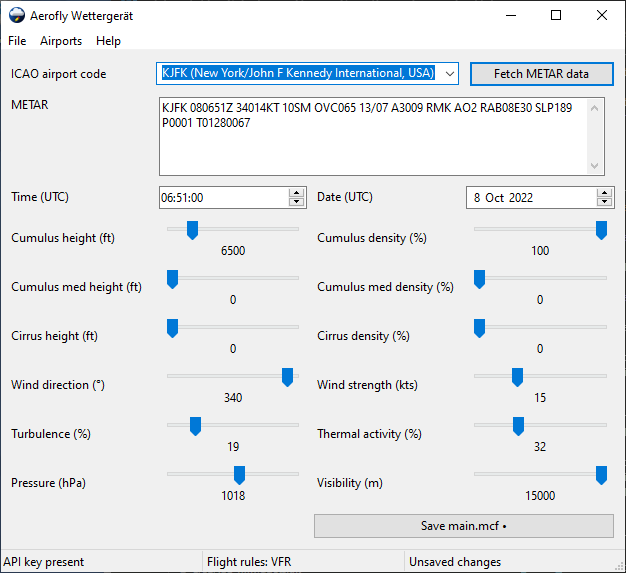 Aerofly Wettergerät
File Airports Help
ICAO airport code KJFK (New York/John F Kennedy International, USA) Fetch METAR data
METAR KJFK 080651Z 34014KT 10SM OVC065 13/07 A3009 RMK AO2 RAB08E30 SLP189
P0001 T01280067
Time (UTC) 06:51:00 Date (UTC) 8 Oct 2022
Cumulus height (ft) 6500 Cumulus density (%) 100
Cumulus med height (ft) 0 Cumulus med density (%) 0
Cirrus height (ft) 0 Cirrus density (%) 0
Wind direction (°) 340 Wind strength (kts) 15
Turbulence (%) 19 Thermal activity (%) 32
Pressure (hPa) 1018 Visibility (m) 15000
Save main.mcf •
API key present Flight rules: VFR Unsaved changes